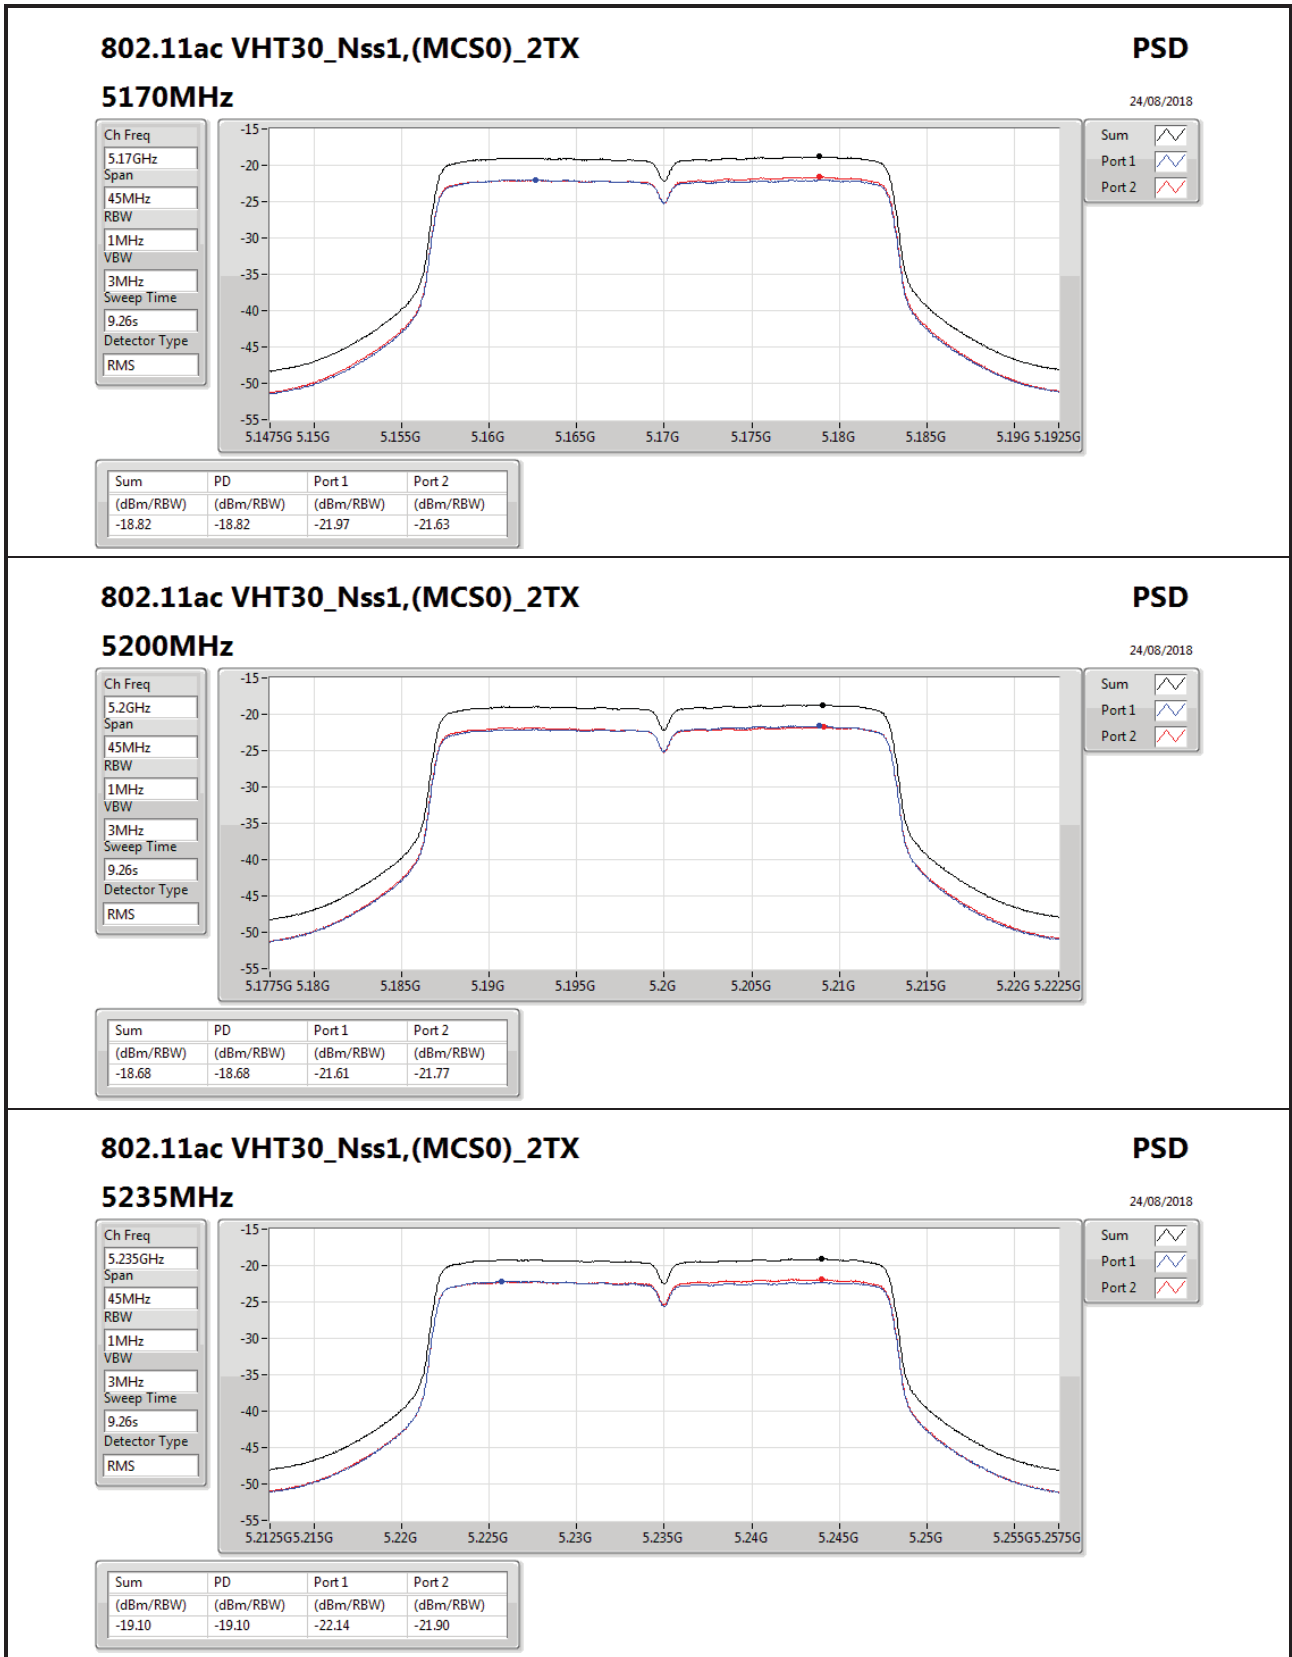 802.11ac VHT30_Nss1,(MCS0)_2TX PSD
5170MHz 24/08/2018
Ch Freq
5.17GHz
Span
45MHz
RBW
1MHz
VBW
3MHz
Sweep Time
9.26s
Detector Type
RMS
-15
-20
-25
-30
-35
-40
-45
-50
-55
5.1475G 5.15G 5.155G 5.16G 5.165G 5.17G 5.175G 5.18G 5.185G 5.19G 5.1925G
Sum
Port 1
Port 2
Sum PD Port 1 Port 2
(dBm/RBW) (dBm/RBW) (dBm/RBW) (dBm/RBW)
-18.82 -18.82 -21.97 -21.63
802.11ac VHT30_Nss1,(MCS0)_2TX PSD
5200MHz 24/08/2018
Ch Freq
5.2GHz
Span
45MHz
RBW
1MHz
VBW
3MHz
Sweep Time
9.26s
Detector Type
RMS
-15
-20
-25
-30
-35
-40
-45
-50
-55
5.1775G 5.18G 5.185G 5.19G 5.195G 5.2G 5.205G 5.21G 5.215G 5.22G 5.2225G
Sum
Port 1
Port 2
Sum PD Port 1 Port 2
(dBm/RBW) (dBm/RBW) (dBm/RBW) (dBm/RBW)
-18.68 -18.68 -21.61 -21.77
802.11ac VHT30_Nss1,(MCS0)_2TX PSD
5235MHz 24/08/2018
Ch Freq
5.235GHz
Span
45MHz
RBW
1MHz
VBW
3MHz
Sweep Time
9.26s
Detector Type
RMS
-15
-20
-25
-30
-35
-40
-45
-50
-55
5.2125G 5.215G 5.22G 5.225G 5.23G 5.235G 5.24G 5.245G 5.25G 5.255G 5.2575G
Sum
Port 1
Port 2
Sum PD Port 1 Port 2
(dBm/RBW) (dBm/RBW) (dBm/RBW) (dBm/RBW)
-19.10 -19.10 -22.14 -21.90